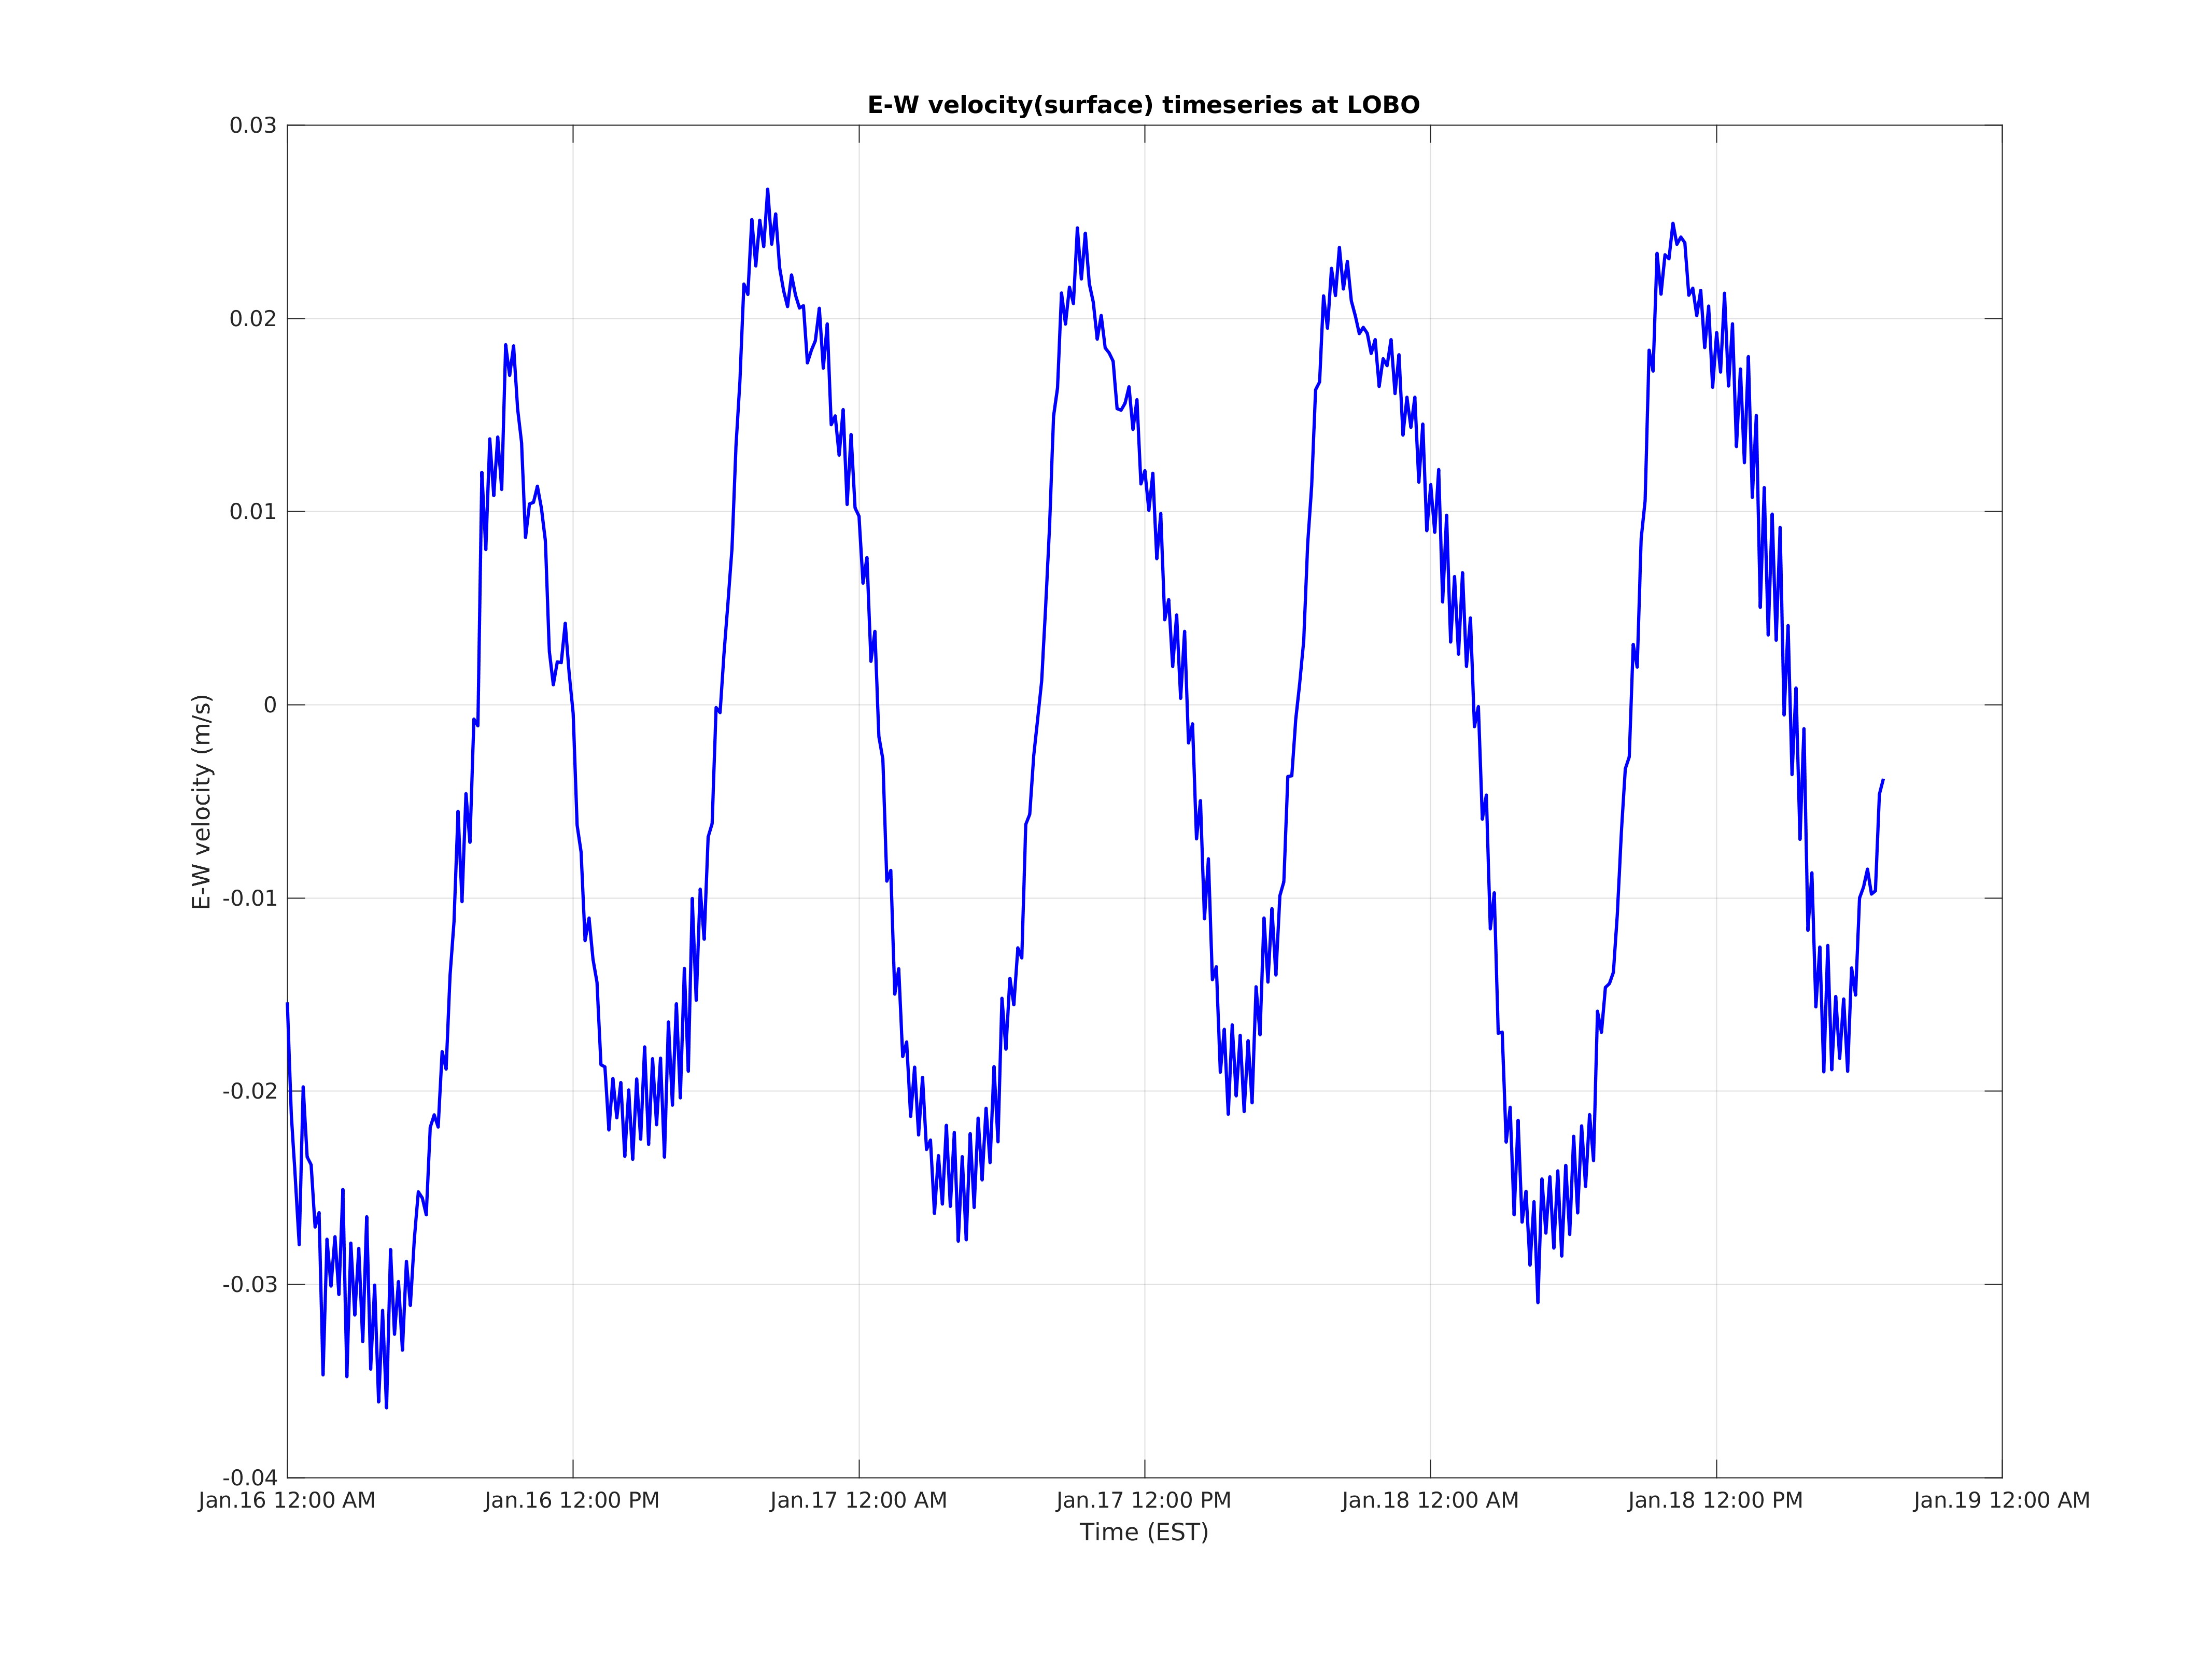 E-W velocity(surface) timeseries at LOBO
0.03
0.02
0.01
0
-0.01
-0.02
-0.03
-0.04
E-W velocity (m/s)
Jan.16 12:00 AM Jan.16 12:00 PM Jan.17 12:00 AM Jan.17 12:00 PM Jan.18 12:00 AM Jan.18 12:00 PM Jan.19 12:00 AM
Time (EST)